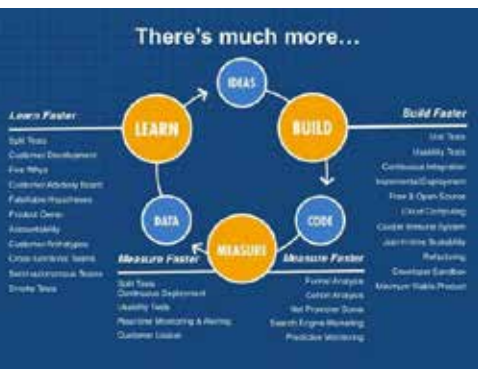 There's much more...
IDEAS
LEARN
BUILD
DATA
CODE
MEASURE
Learn Faster
Split Tests
Customer Development
Five Whys
Customer Advisory Board
Falsifiable Hypotheses
Product Owner
Accountability
Customer Archetypes
Cross-functional Teams
Semi-autonomous Teams
Smoke Tests
Build Faster
Unit Tests
Usability Tests
Continuous Integration
Incremental Deployment
Free & Open-Source
Cloud Computing
Cluster Immune System
Just-in-time Scalability
Refactoring
Developer Sandbox
Minimum Viable Product
Measure Faster
Split Tests
Continuous Deployment
Usability Tests
Real-time Monitoring & Alerting
Customer Liaison
Measure Faster
Funnel Analysis
Cohort Analysis
Net Promoter Score
Search Engine Marketing
Predictive Monitoring